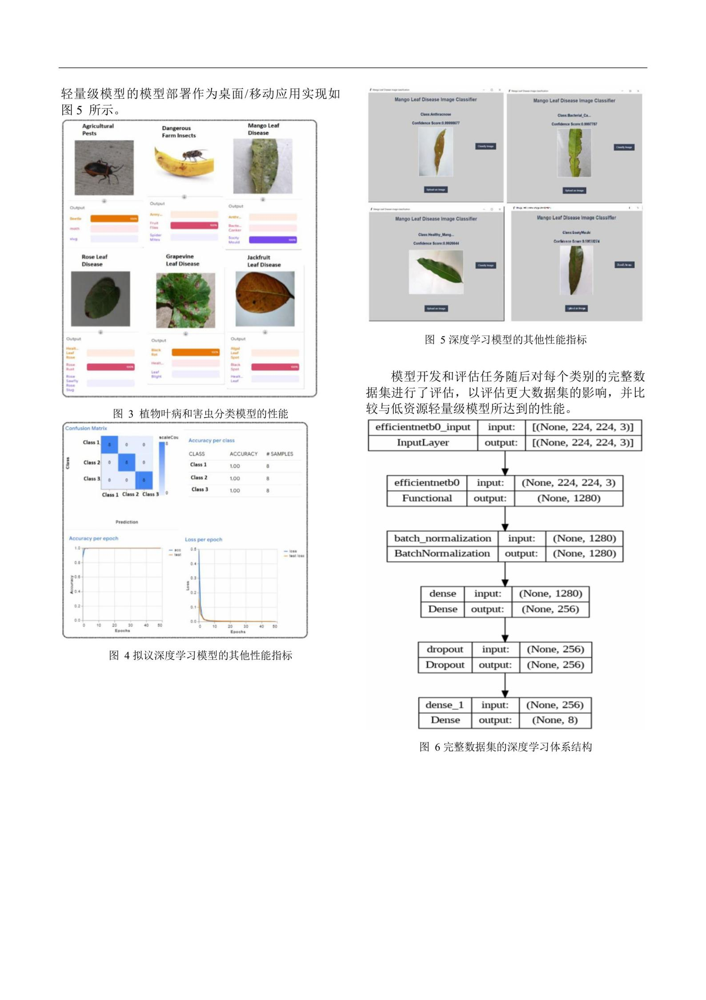 轻量级模型的模型部署作为桌面/移动应用实现如
图 5 所示。
Agricultural
Pests
Dangerous
Farm Insects
Mango Leaf
Disease
Output
Beetle
100%
moth
slug
Output
Army...
Fruit
Flies
100%
Spider
Mites
Output
Anthr...
Bacte...
Canker
Sooty
Mould
100%
Rose Leaf
Disease
Grapevine
Leaf Disease
Jackfruit
Leaf Disease
Output
Healt...
Leaf
Rose
Rose
Rust
100%
Rose
Sawfly
Rose
Slug
Output
Black
Rot
100%
Healt...
Leaf
Blight
Output
Algal
Leaf
Spot
Black
Spot
100%
Healt...
Leaf
图 3 植物叶病和害虫分类模型的性能
Confusion Matrix
scaleCou
Class
Class 1 8 0 0
Class 2 0 8 0
Class 3 0 0 8
8
0
Class 1 Class 2 Class 3
Prediction
Accuracy per class
CLASS ACCURACY # SAMPLES
Class 1 1.00 8
Class 2 1.00 8
Class 3 1.00 8
Accuracy per epoch
acc
test
Accuracy
1.0
0.8
0.6
0.4
0.2
0.0
0 10 20 30 40 50
Epochs
Loss per epoch
loss
test loss
Loss
0.5
0.4
0.3
0.2
0.1
0.0
0 10 20 30 40 50
Epochs
图 4 拟议深度学习模型的其他性能指标
Mango Leaf Disease image classification
Mango Leaf Disease Image Classifier
Class:Anthracnose
Confidence Score:0.99998677
Classify Image
Upload an image
Mango Leaf Disease image classification
Mango Leaf Disease Image Classifier
Class:Bacterial_Ca...
Confidence Score:0.9997787
Classify Image
Upload an image
Mango Leaf Disease image classification
Mango Leaf Disease Image Classifier
Class:Healthy_Mang...
Confidence Score:0.9926644
Classify Image
Upload an image
Mango Leaf Disease Image Classifier
Class:SootyMould
Confidence Score:
Classify Image
Upload an image
图 5 深度学习模型的其他性能指标
模型开发和评估任务随后对每个类别的完整数
据集进行了评估，以评估更大数据集的影响，并比
较与低资源轻量级模型所达到的性能。
efficientnetb0_input input: [(None, 224, 224, 3)]
InputLayer output: [(None, 224, 224, 3)]
efficientnetb0 input: (None, 224, 224, 3)
Functional output: (None, 1280)
batch_normalization input: (None, 1280)
BatchNormalization output: (None, 1280)
dense input: (None, 1280)
Dense output: (None, 256)
dropout input: (None, 256)
Dropout output: (None, 256)
dense_1 input: (None, 256)
Dense output: (None, 8)
图 6 完整数据集的深度学习体系结构